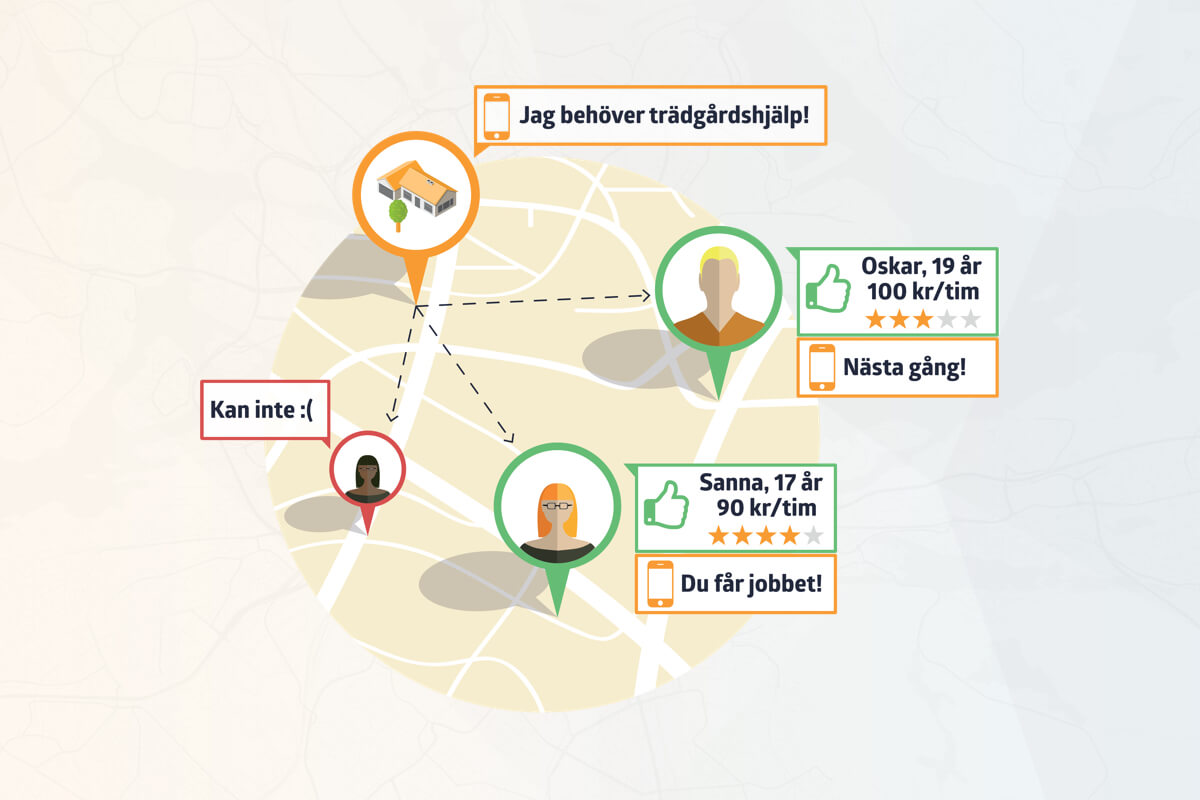 Jag behöver trädgårdshjälp!
Oskar, 19 år
100 kr/tim
Nästa gång!
Kan inte :(
Sanna, 17 år
90 kr/tim
Du får jobbet!